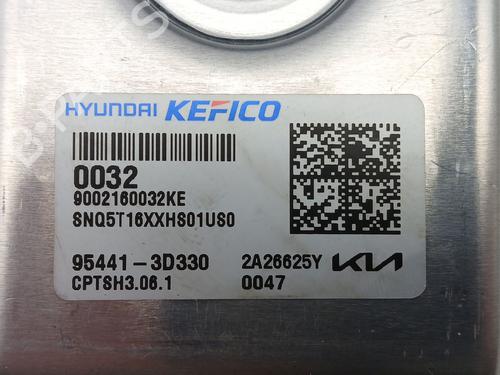 HYUNDAI KEFICO
0032
9002160032KE
SNQ5T16XXHS01US0
95441-3D330 2A26625Y KIA
CPTSH3.06.1 0047